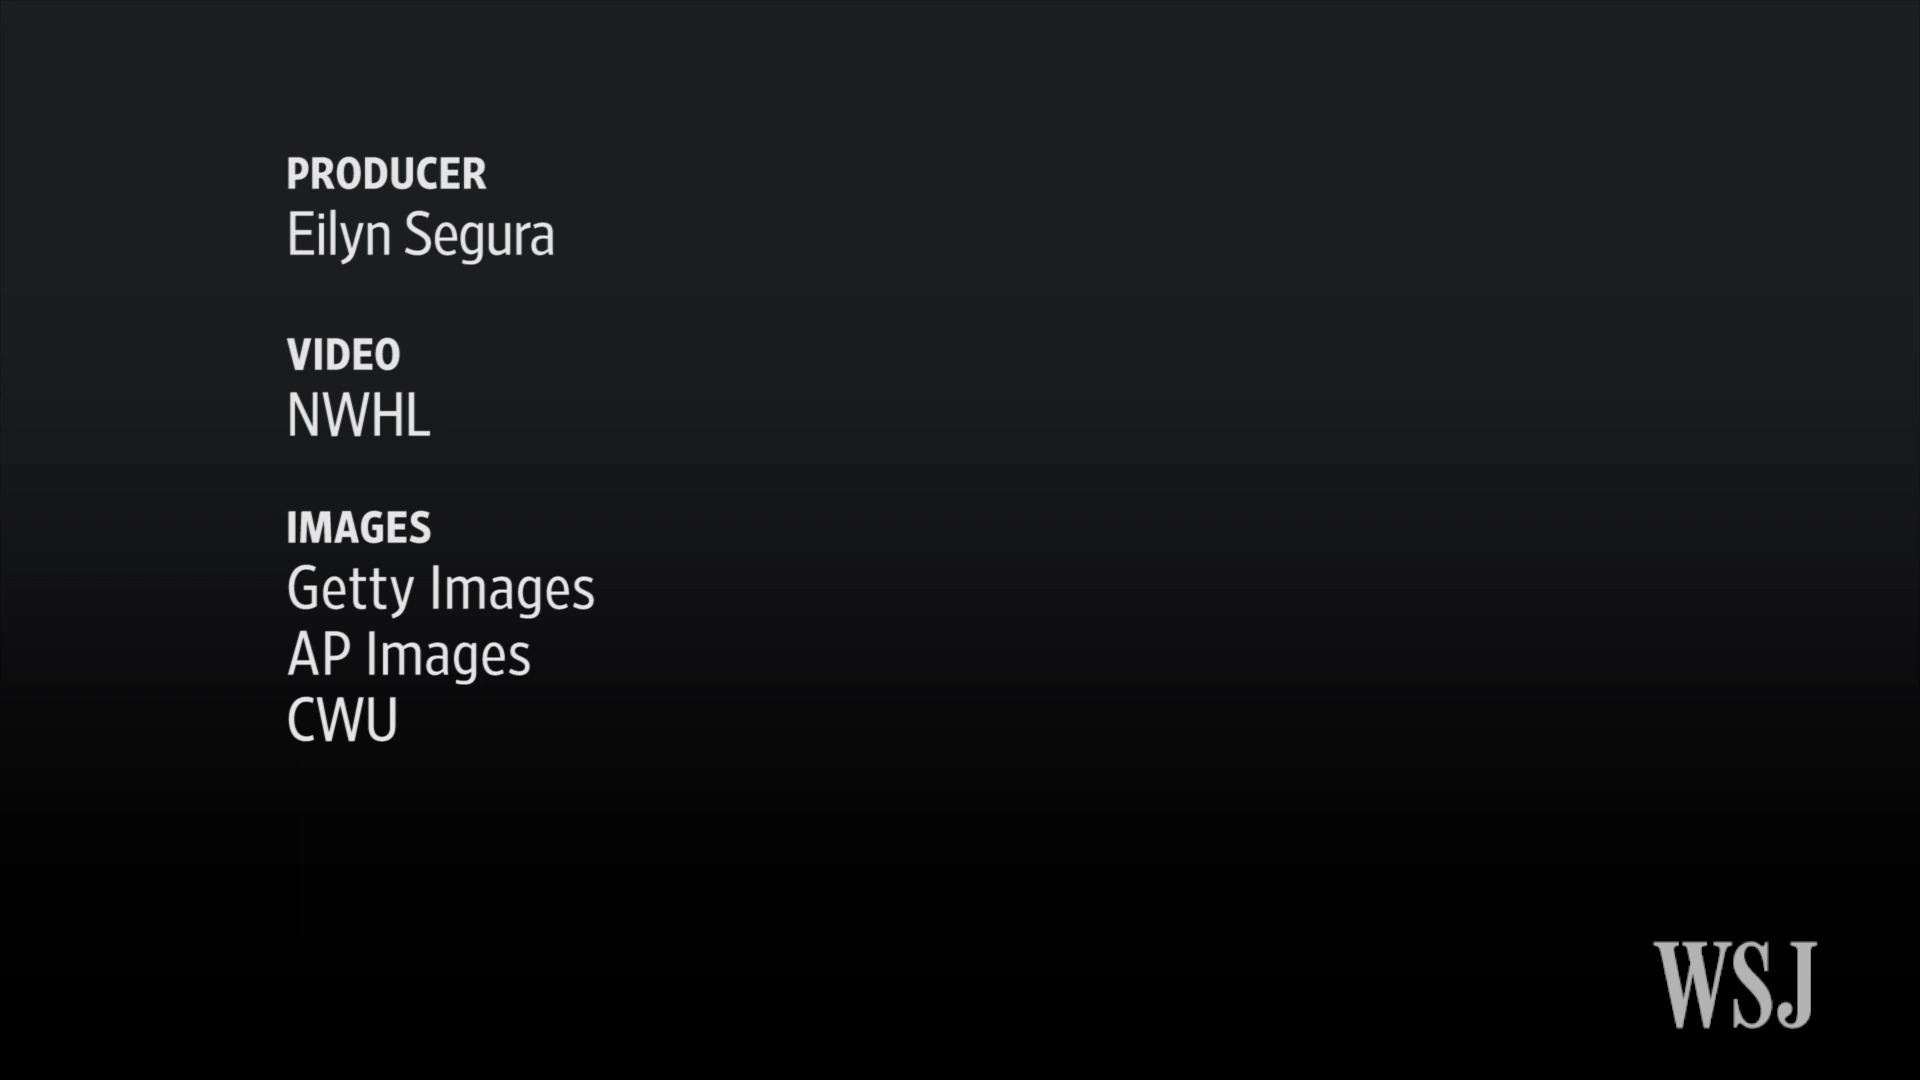 PRODUCER
Eilyn Segura
VIDEO
NWHL
IMAGES
Getty Images
AP Images
CWU
WSJ